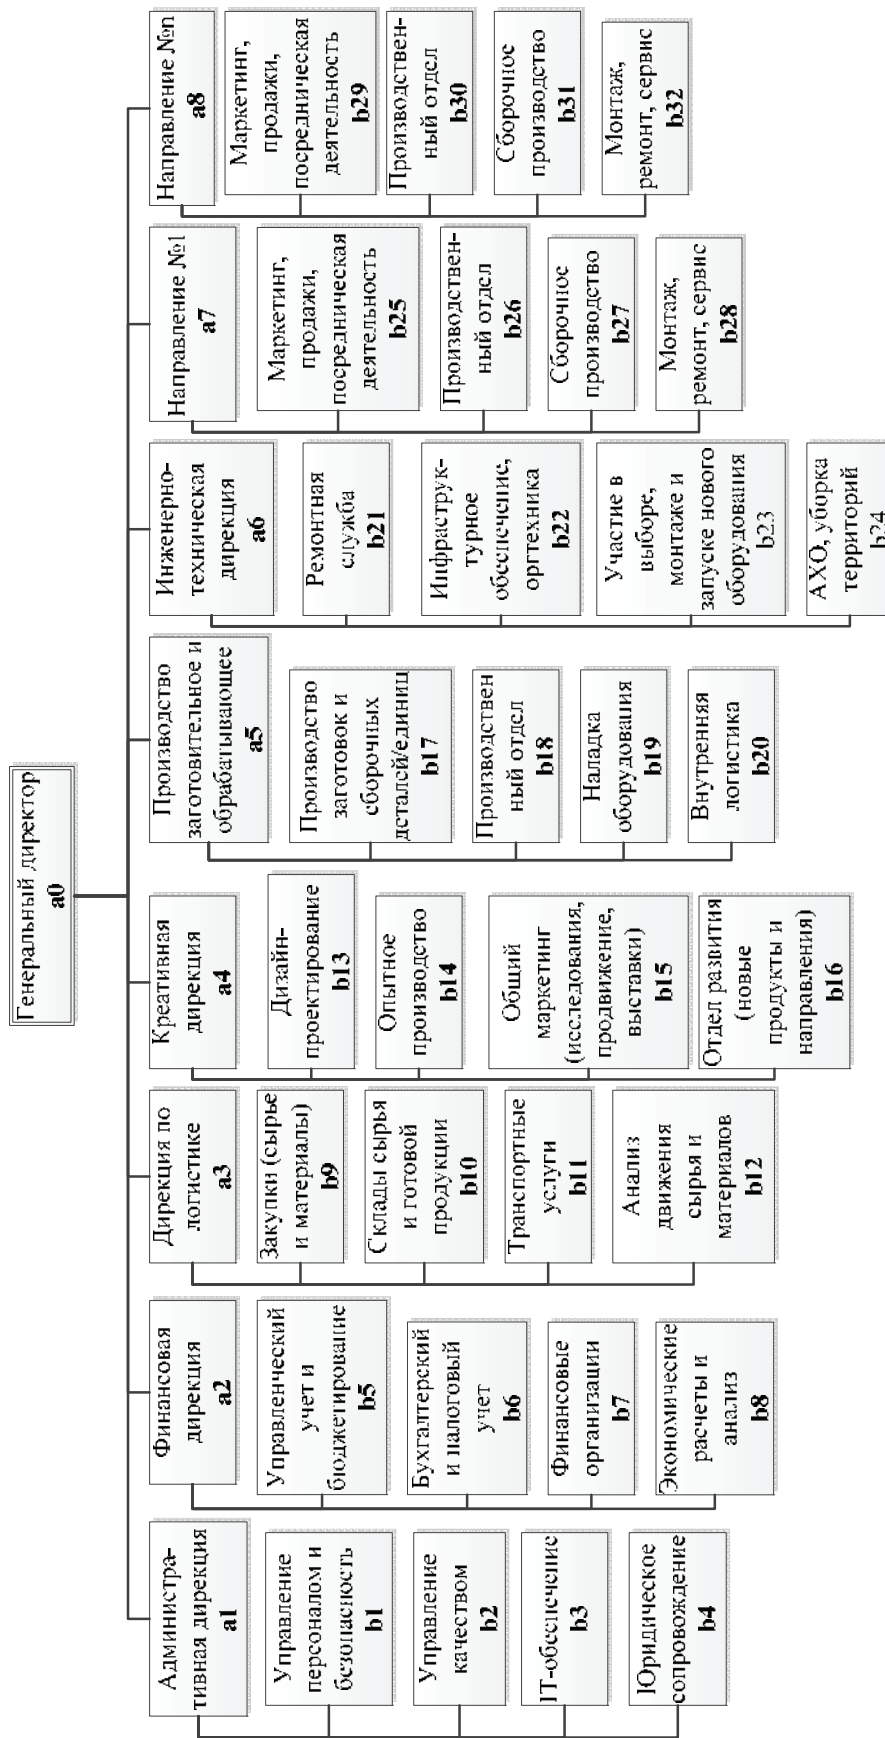 Генеральный директор
a0
Администра-
тивная дирекция
a1
Управление
персоналом и
безопасность
b1
Управление
качеством
b2
IT-обеспечение
b3
Юридическое
сопровождение
b4
Финансовая
дирекция
a2
Управленческий
учет и
бюджетирование
b5
Бухгалтерский
и налоговый
учет
b6
Финансовые
организации
b7
Экономические
расчеты и
анализ
b8
Дирекция по
логистике
a3
Закупки (сырье
и материалы)
b9
Склады сырья
и готовой
продукции
b10
Транспортные
услуги
b11
Анализ
движения
сырья и
материалов
b12
Креативная
дирекция
a4
Дизайн-
проектирование
b13
Опытное
производство
b14
Общий
маркетинг
(исследования,
продвижение,
выставки)
b15
Отдел развития
(новые
продукты и
направления)
b16
Производство
заготовительное и
обрабатывающее
a5
Производство
заготовок и
сборочных
деталей/единиц
b17
Производствен
ный отдел
b18
Наладка
оборудования
b19
Внутренняя
логистика
b20
Инженерно-
техническая
дирекция
a6
Ремонтная
служба
b21
Инфраструк-
турное
обеспечение,
оргтехника
b22
Участие в
выборе,
монтаже и
запуске нового
оборудования
b23
АХО, уборка
территорий
b24
Направление №1
a7
Маркетинг,
продажи,
посредническая
деятельность
b25
Производствен-
ный отдел
b26
Сборочное
производство
b27
Монтаж,
ремонт, сервис
b28
Направление №n
a8
Маркетинг,
продажи,
посредническая
деятельность
b29
Производствен-
ный отдел
b30
Сборочное
производство
b31
Монтаж,
ремонт, сервис
b32